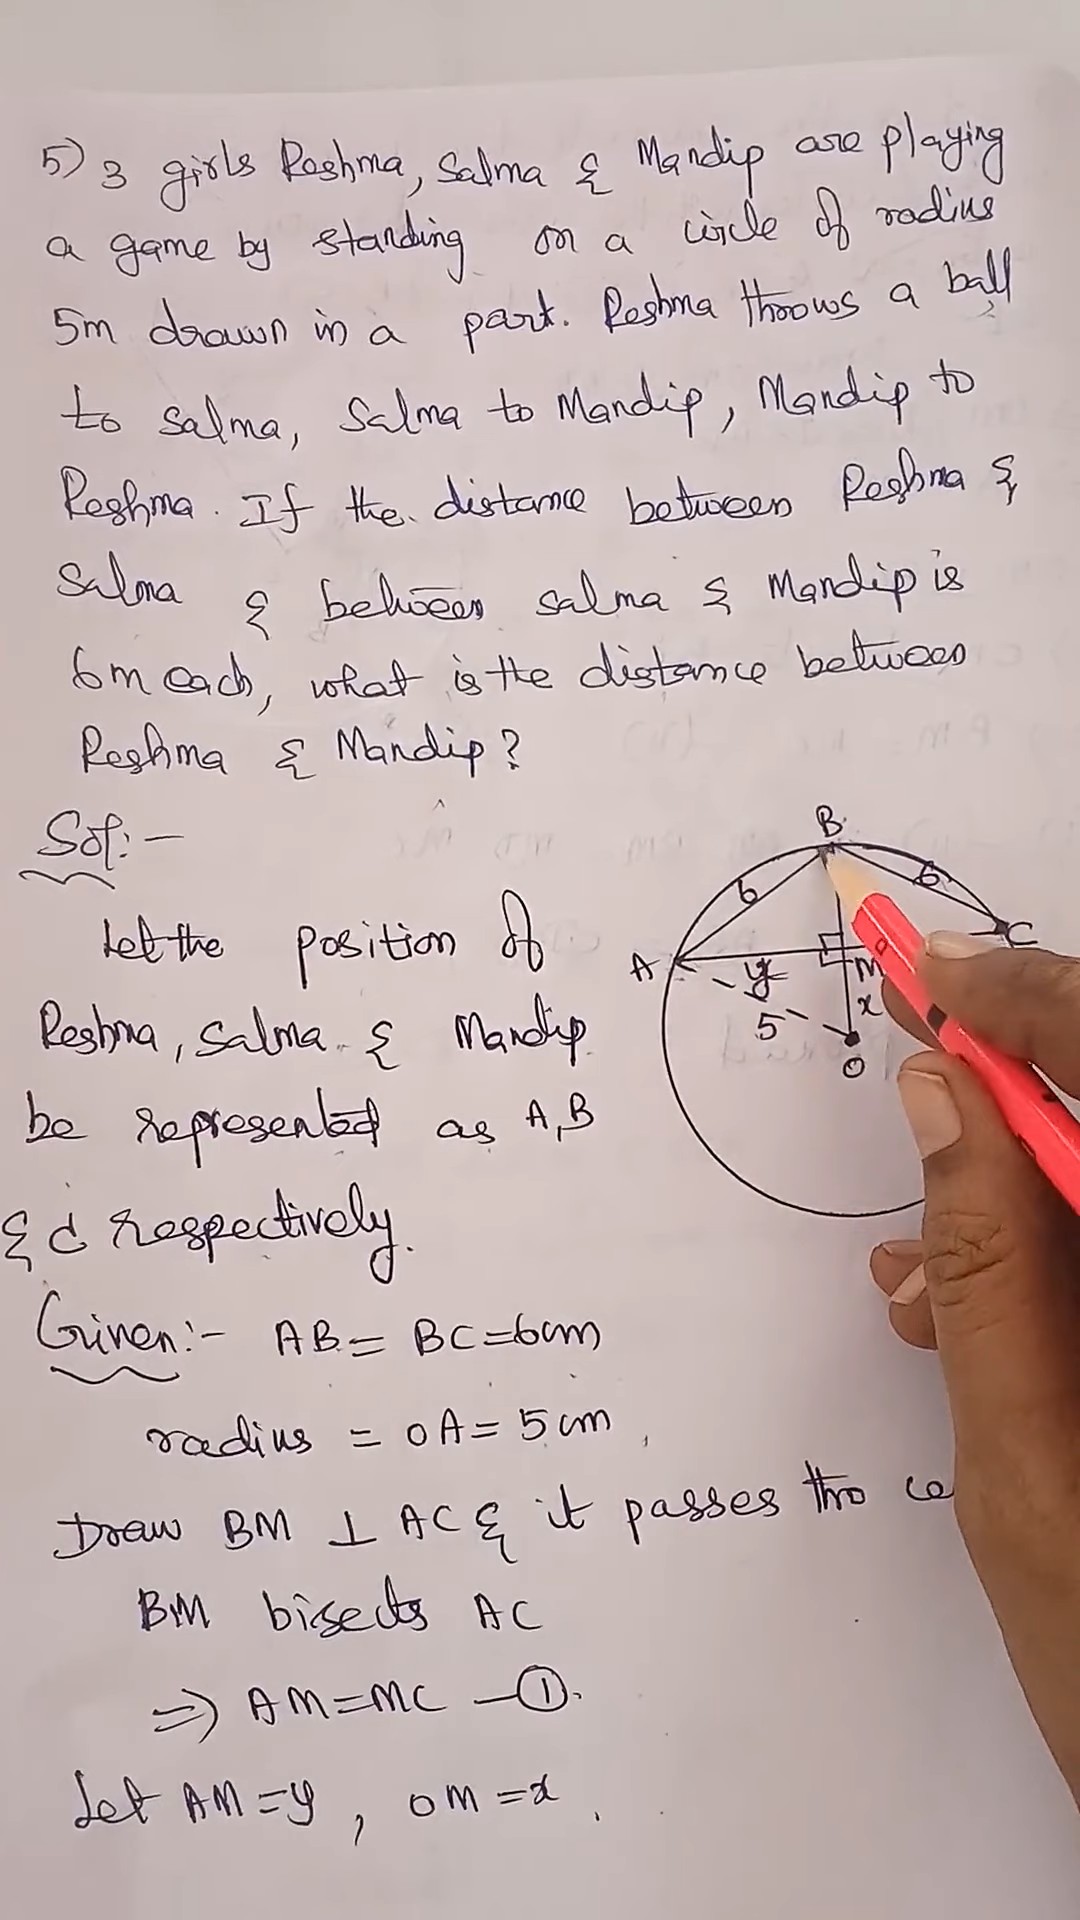 5) 3 girls Reshma, Salma & Mandip are playing
a game by standing on a circle of radius
5m drawn in a part. Reshma throws a ball
to salma, Salma to Mandip, Mandip to
Reshma. If the distance between Reshma &
Salma & between salma & Mandip is
6m each, what is the distance between
Reshma & Mandip?
Sol:-
Let the position of
Reshma, Salma & Mandip
be represented as A, B
& C respectively.
B
6
6
A
C
y
M
x
5
O
Given:- AB = BC = 6cm
radius = OA = 5cm,
Draw BM ⊥ AC & it passes thro ce
BM bisects AC
=> AM = MC —①.
Let AM = y, OM = x.